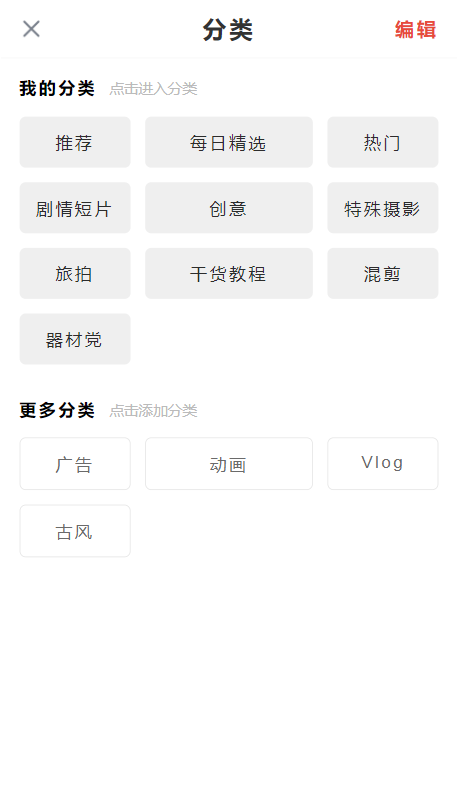 分类 编辑
我的分类 点击进入分类
推荐 每日精选 热门
剧情短片 创意 特殊摄影
旅拍 干货教程 混剪
器材党
更多分类 点击添加分类
广告 动画 Vlog
古风